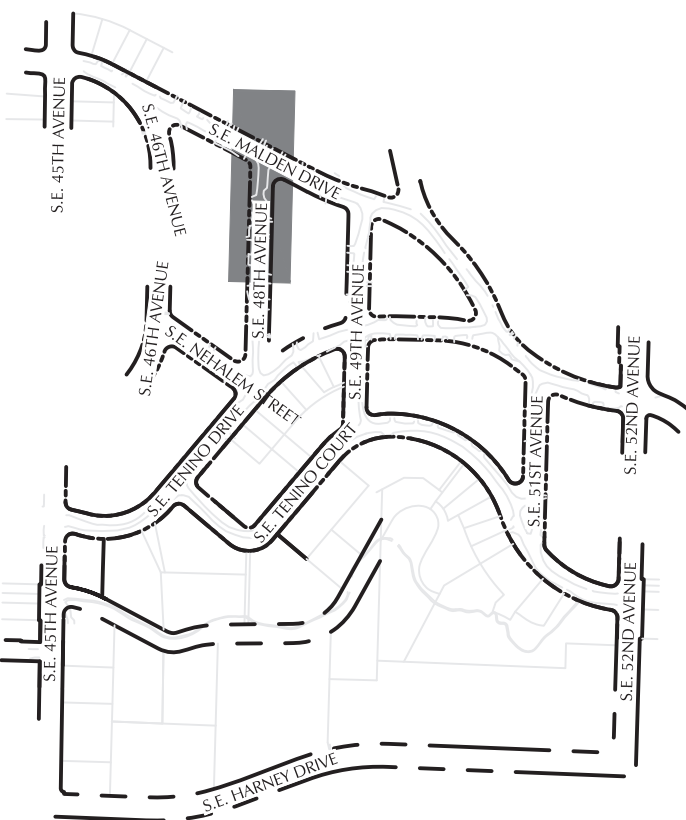 S.E. 45TH AVENUE
S.E. 46TH AVENUE
S.E. MALDEN DRIVE
S.E. 48TH AVENUE
S.E. 49TH AVENUE
S.E. 46TH AVENUE
S.E. NEHALEM STREET
S.E. 52ND AVENUE
S.E. TENINO DRIVE
S.E. TENINO COURT
S.E. 51ST AVENUE
S.E. 45TH AVENUE
S.E. 52ND AVENUE
S.E. HARNEY DRIVE